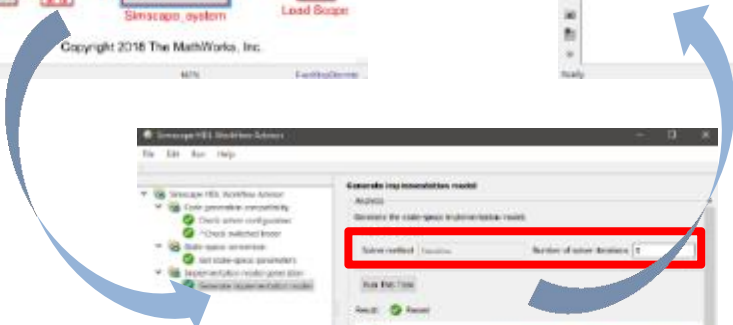 Simscape_system
Load Scope
Copyright 2018 The MathWorks, Inc.
Ready
Simscape HDL Workflow Advisor
File Edit Run Help
Simscape HDL Workflow Advisor
Code generation compatibility
Check solver configuration
^Check switched linear
State-space conversion
Get state-space parameters
Implementation model generation
Generate implementation model
Generate implementation model
Analysis
Generate the state-space implementation model
Solver method
Number of solver iterations 5
Run This Task
Result: Passed